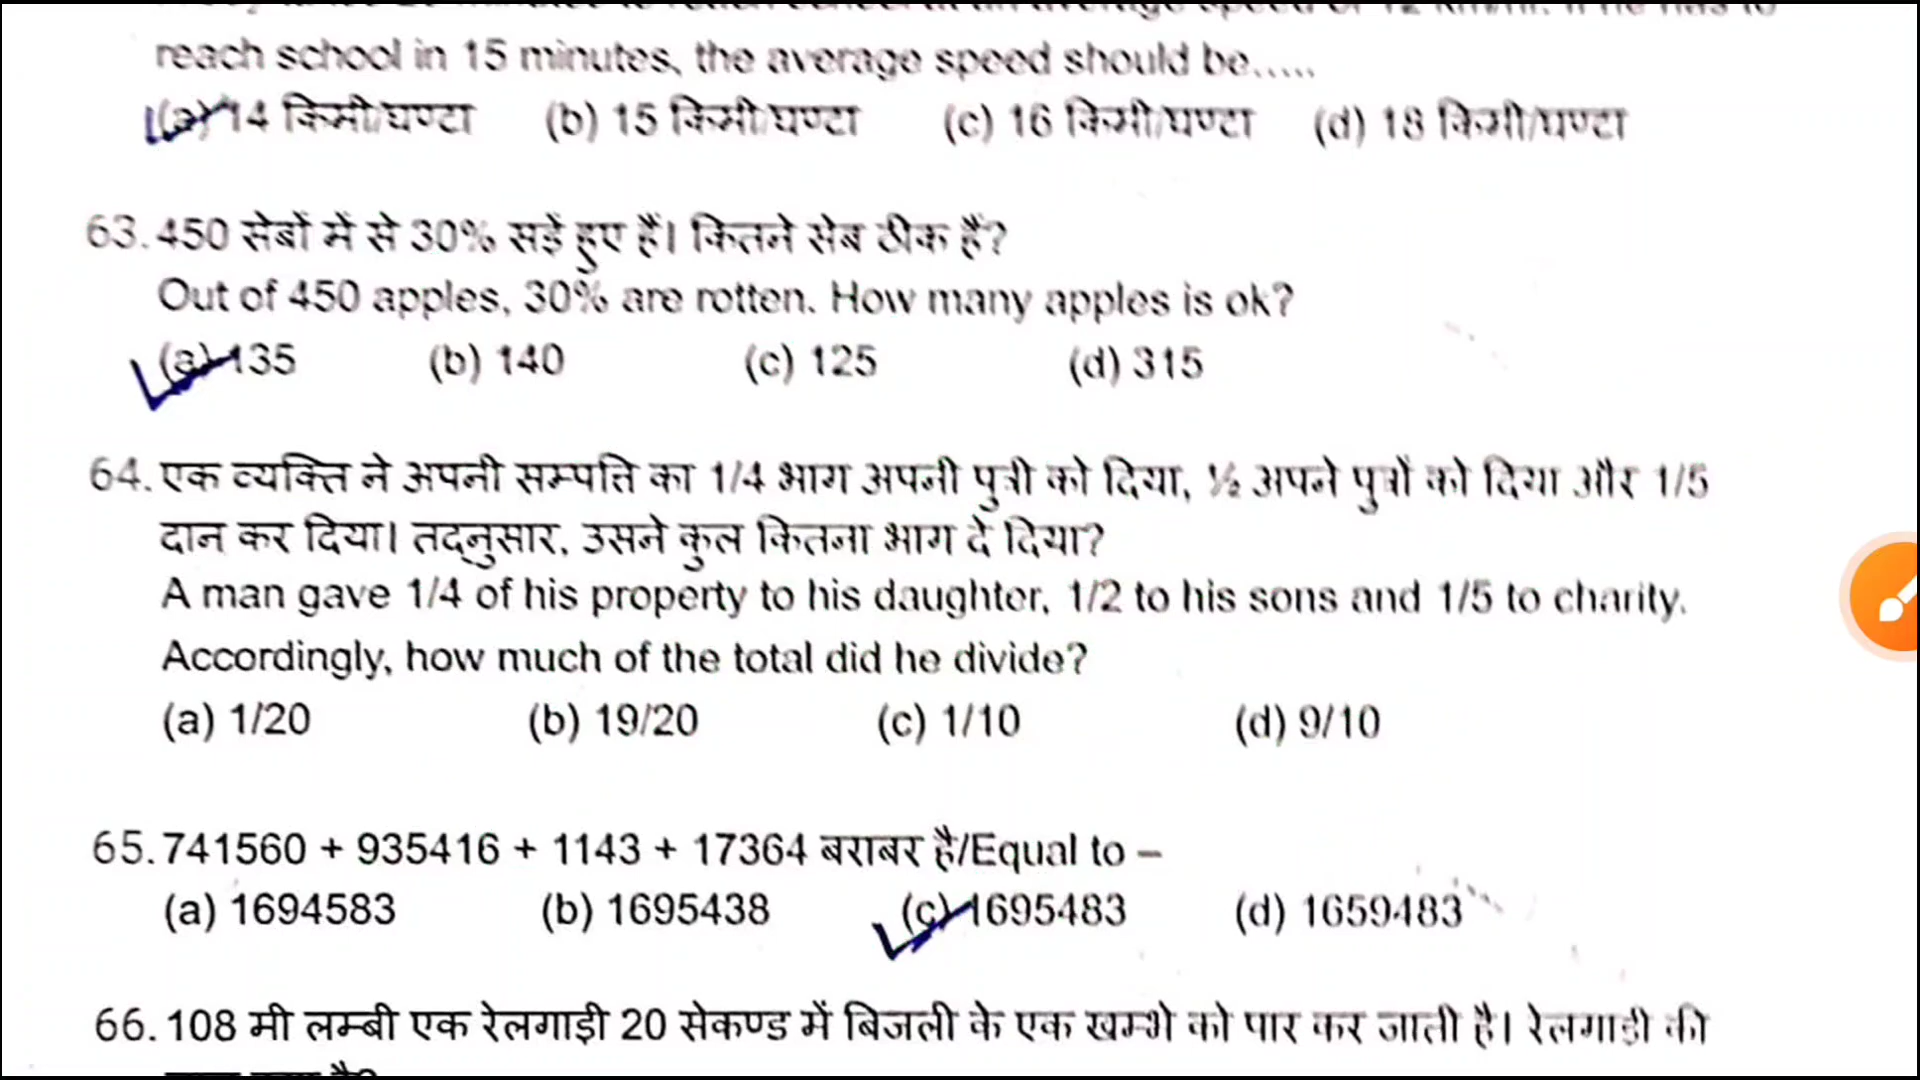 reach school in 15 minutes, the average speed should be.....
(a) 14 किमी/घण्टा (b) 15 किमी/घण्टा (c) 16 किमी/घण्टा (d) 18 किमी/घण्टा
63. 450 सेबों में से 30% सड़ें हुए हैं। कितने सेब ठीक हैं?
Out of 450 apples, 30% are rotten. How many apples is ok?
(a) 135 (b) 140 (c) 125 (d) 315
64. एक व्यक्ति ने अपनी सम्पत्ति का 1/4 भाग अपनी पुत्री को दिया, ½ अपने पुत्रों को दिया और 1/5
दान कर दिया। तद्नुसार, उसने कुल कितना भाग दे दिया?
A man gave 1/4 of his property to his daughter, 1/2 to his sons and 1/5 to charity.
Accordingly, how much of the total did he divide?
(a) 1/20 (b) 19/20 (c) 1/10 (d) 9/10
65. 741560 + 935416 + 1143 + 17364 बराबर है/Equal to –
(a) 1694583 (b) 1695438 (c) 1695483 (d) 1659483
66. 108 मी लम्बी एक रेलगाड़ी 20 सेकण्ड में बिजली के एक खम्भे को पार कर जाती है। रेलगाड़ी की